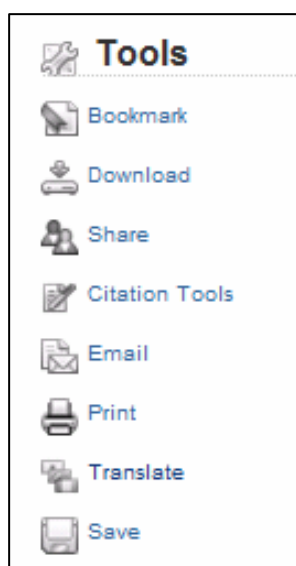 Tools
Bookmark
Download
Share
Citation Tools
Email
Print
Translate
Save